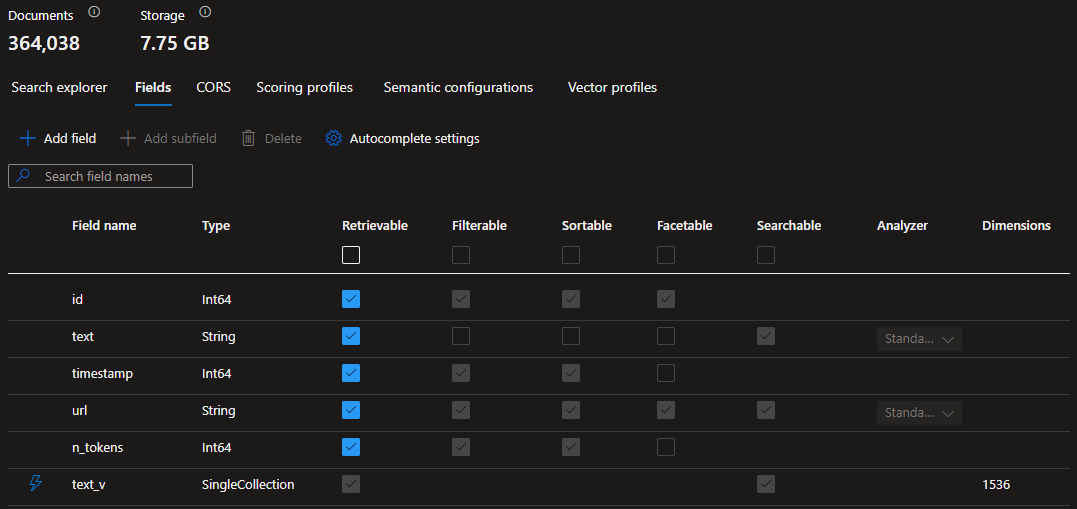 Documents Storage
364,038 7.75 GB
Search explorer Fields CORS Scoring profiles Semantic configurations Vector profiles
Add field Add subfield Delete Autocomplete settings
Search field names
Field name Type Retrievable Filterable Sortable Facetable Searchable Analyzer Dimensions
id Int64
text String Standa...
timestamp Int64
url String Standa...
n_tokens Int64
text_v SingleCollection 1536